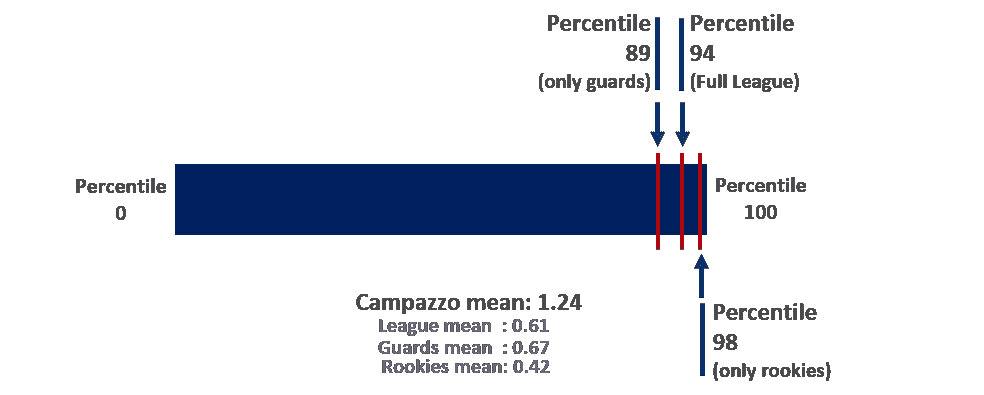 Percentile
89
(only guards)
Percentile
94
(Full League)
Percentile
0
Percentile
100
Campazzo mean: 1.24
League mean : 0.61
Guards mean : 0.67
Rookies mean: 0.42
Percentile
98
(only rookies)